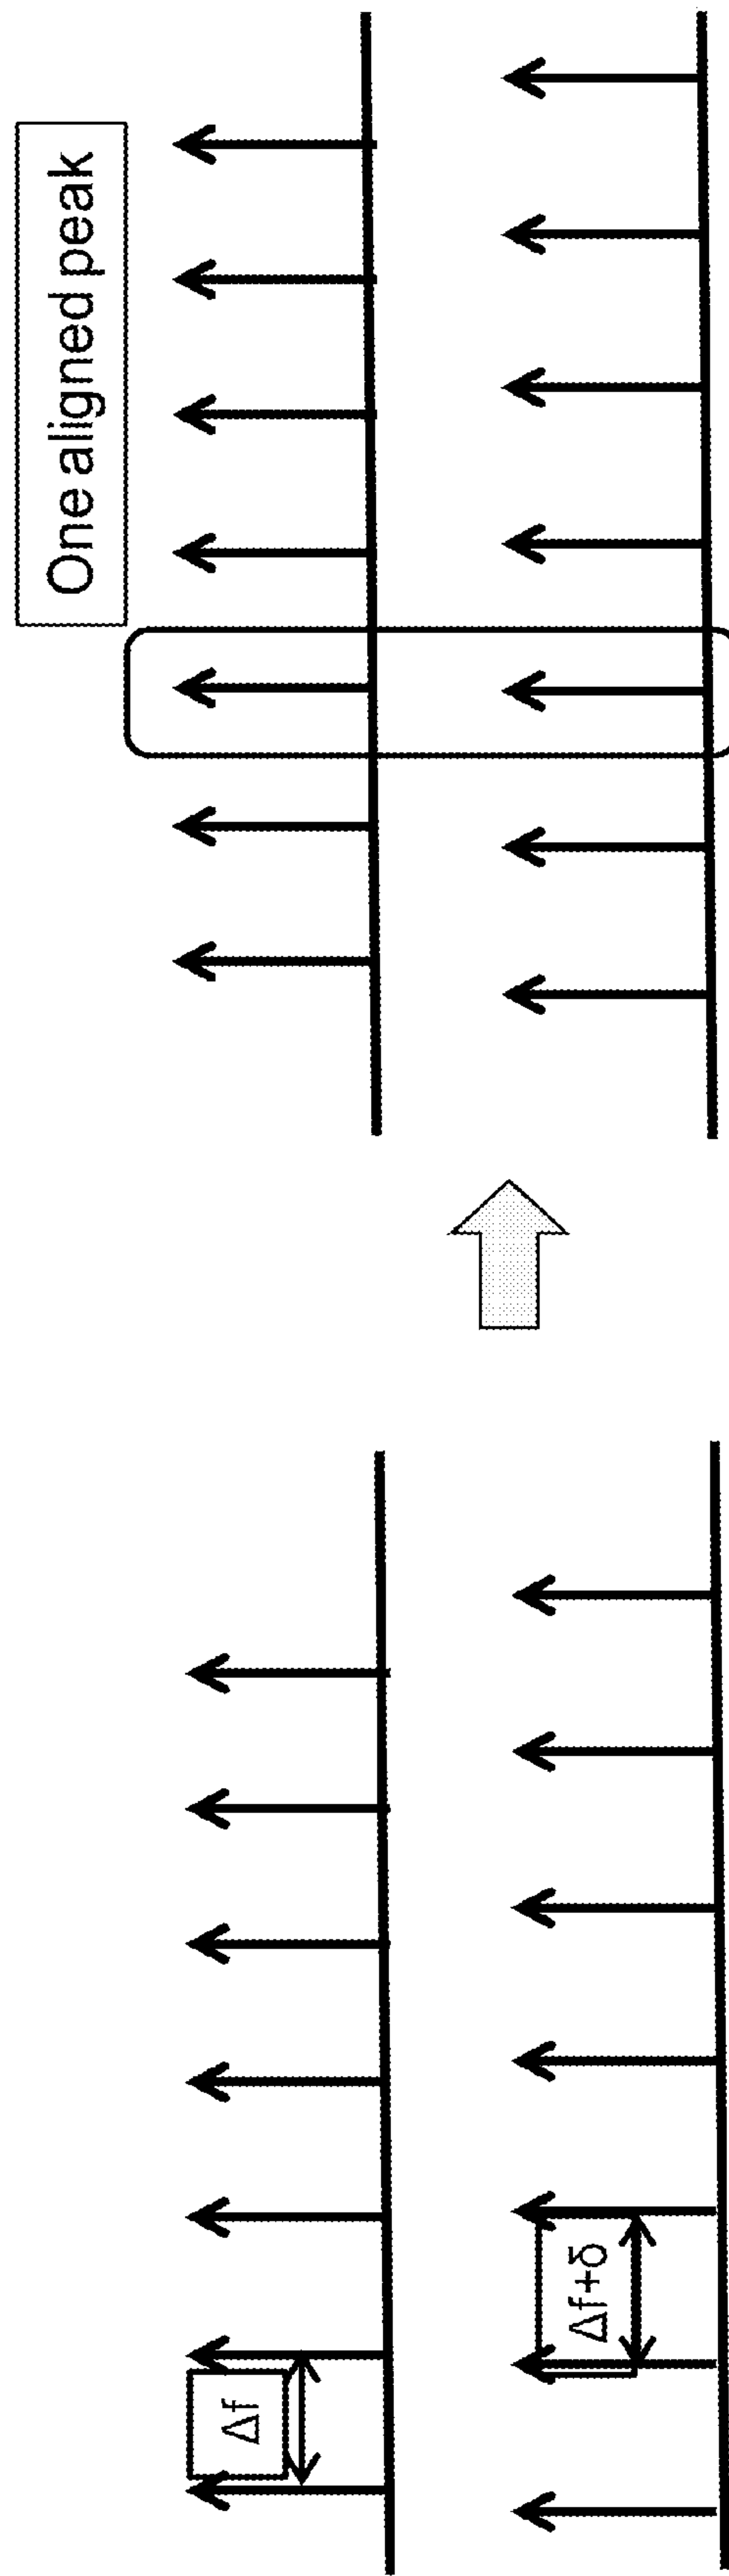 Δf
Δf+δ
One aligned peak